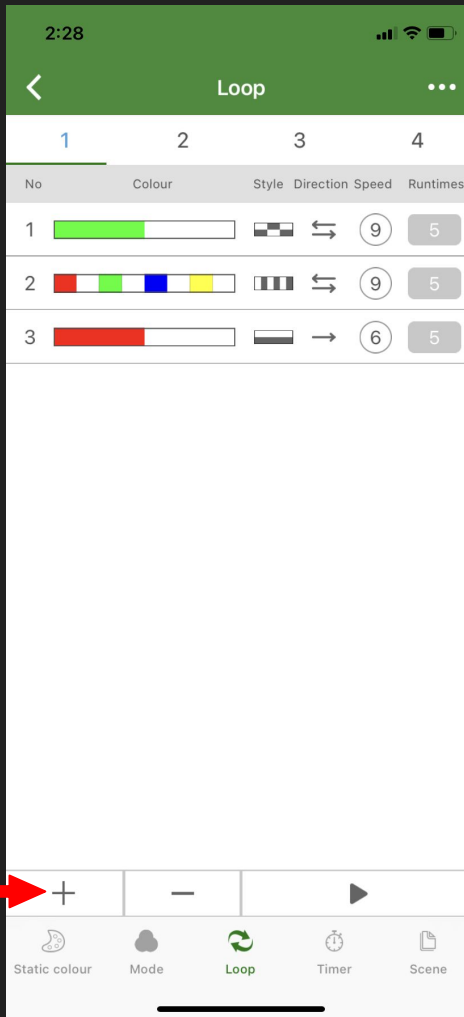 2:28
Loop
1 2 3 4
No Colour Style Direction Speed Runtimes
1 9 5
2 9 5
3 6 5
Static colour Mode Loop Timer Scene